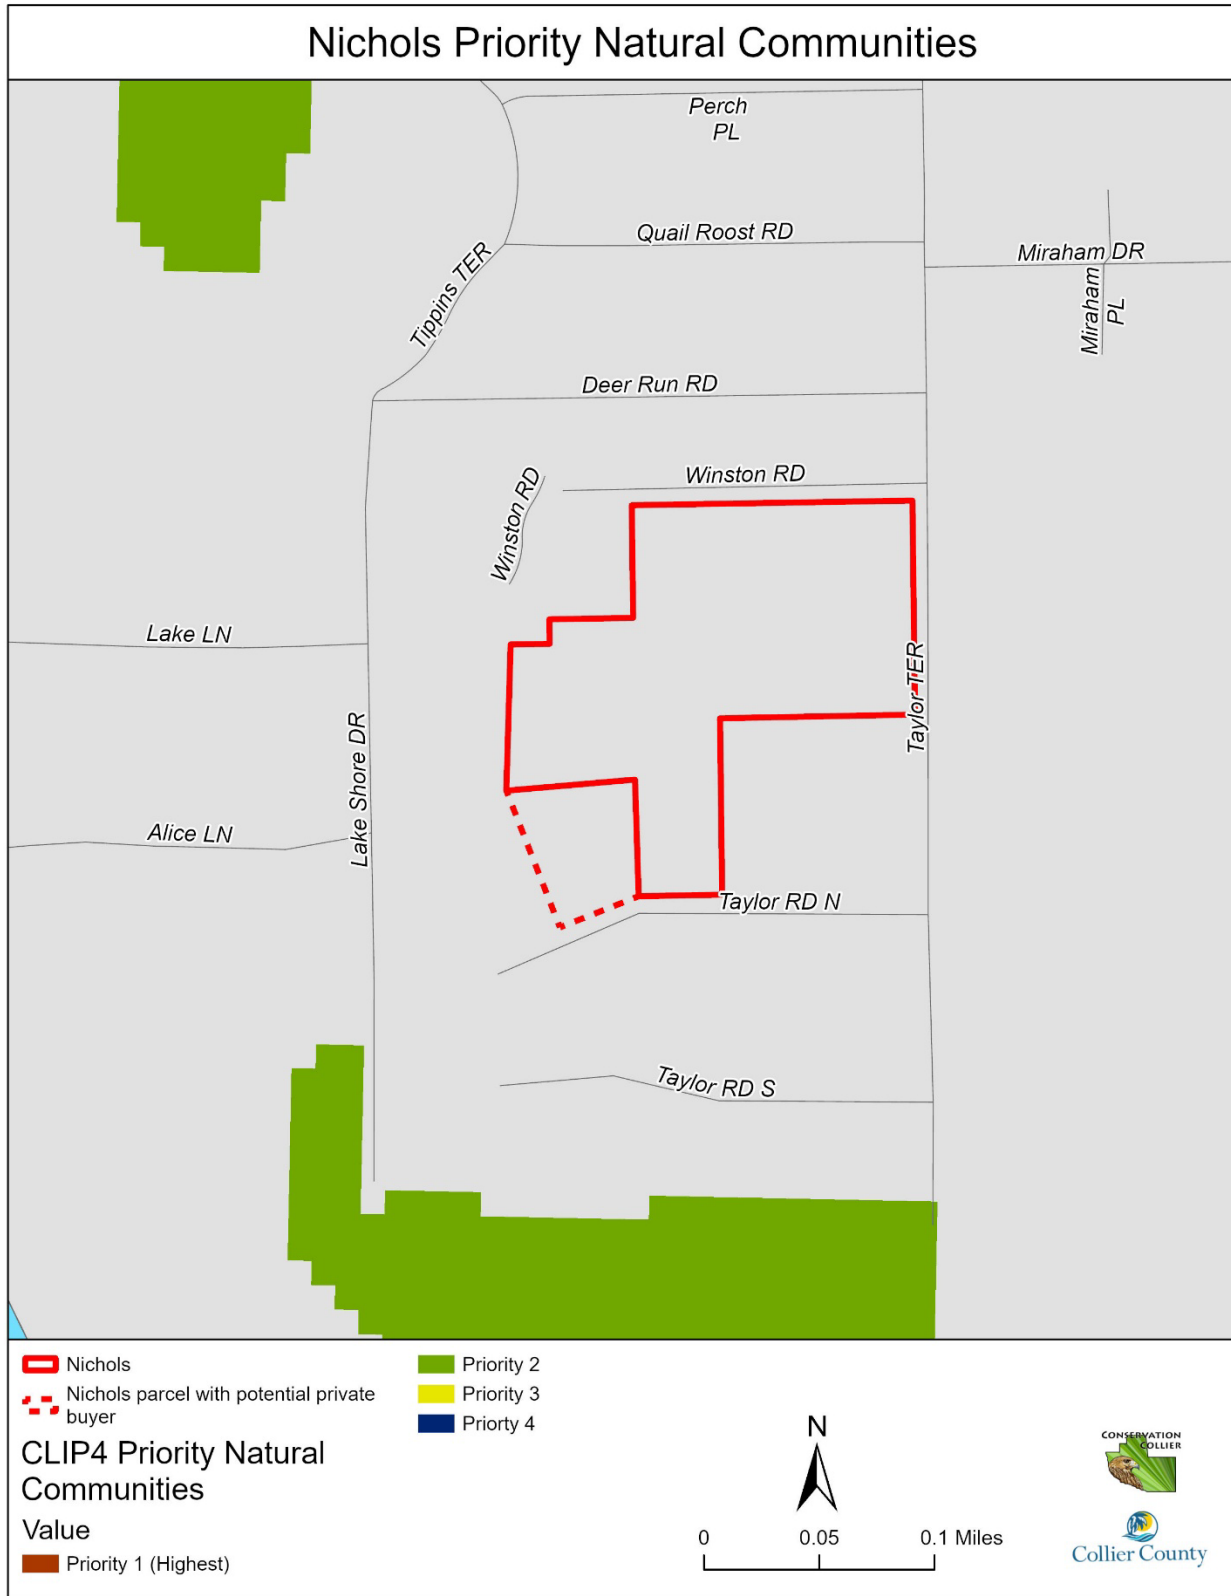 Nichols Priority Natural Communities
Perch
PL
Quail Roost RD
Miraham DR
Miraham
PL
Tippins TER
Deer Run RD
Winston RD
Winston RD
Lake LN
Taylor TER
Lake Shore DR
Alice LN
Taylor RD N
Taylor RD S
Nichols
Nichols parcel with potential private
buyer
CLIP4 Priority Natural
Communities
Value
Priority 1 (Highest)
Priority 2
Priority 3
Priorty 4
N
0 0.05 0.1 Miles
CONSERVATION
COLLIER
Collier County